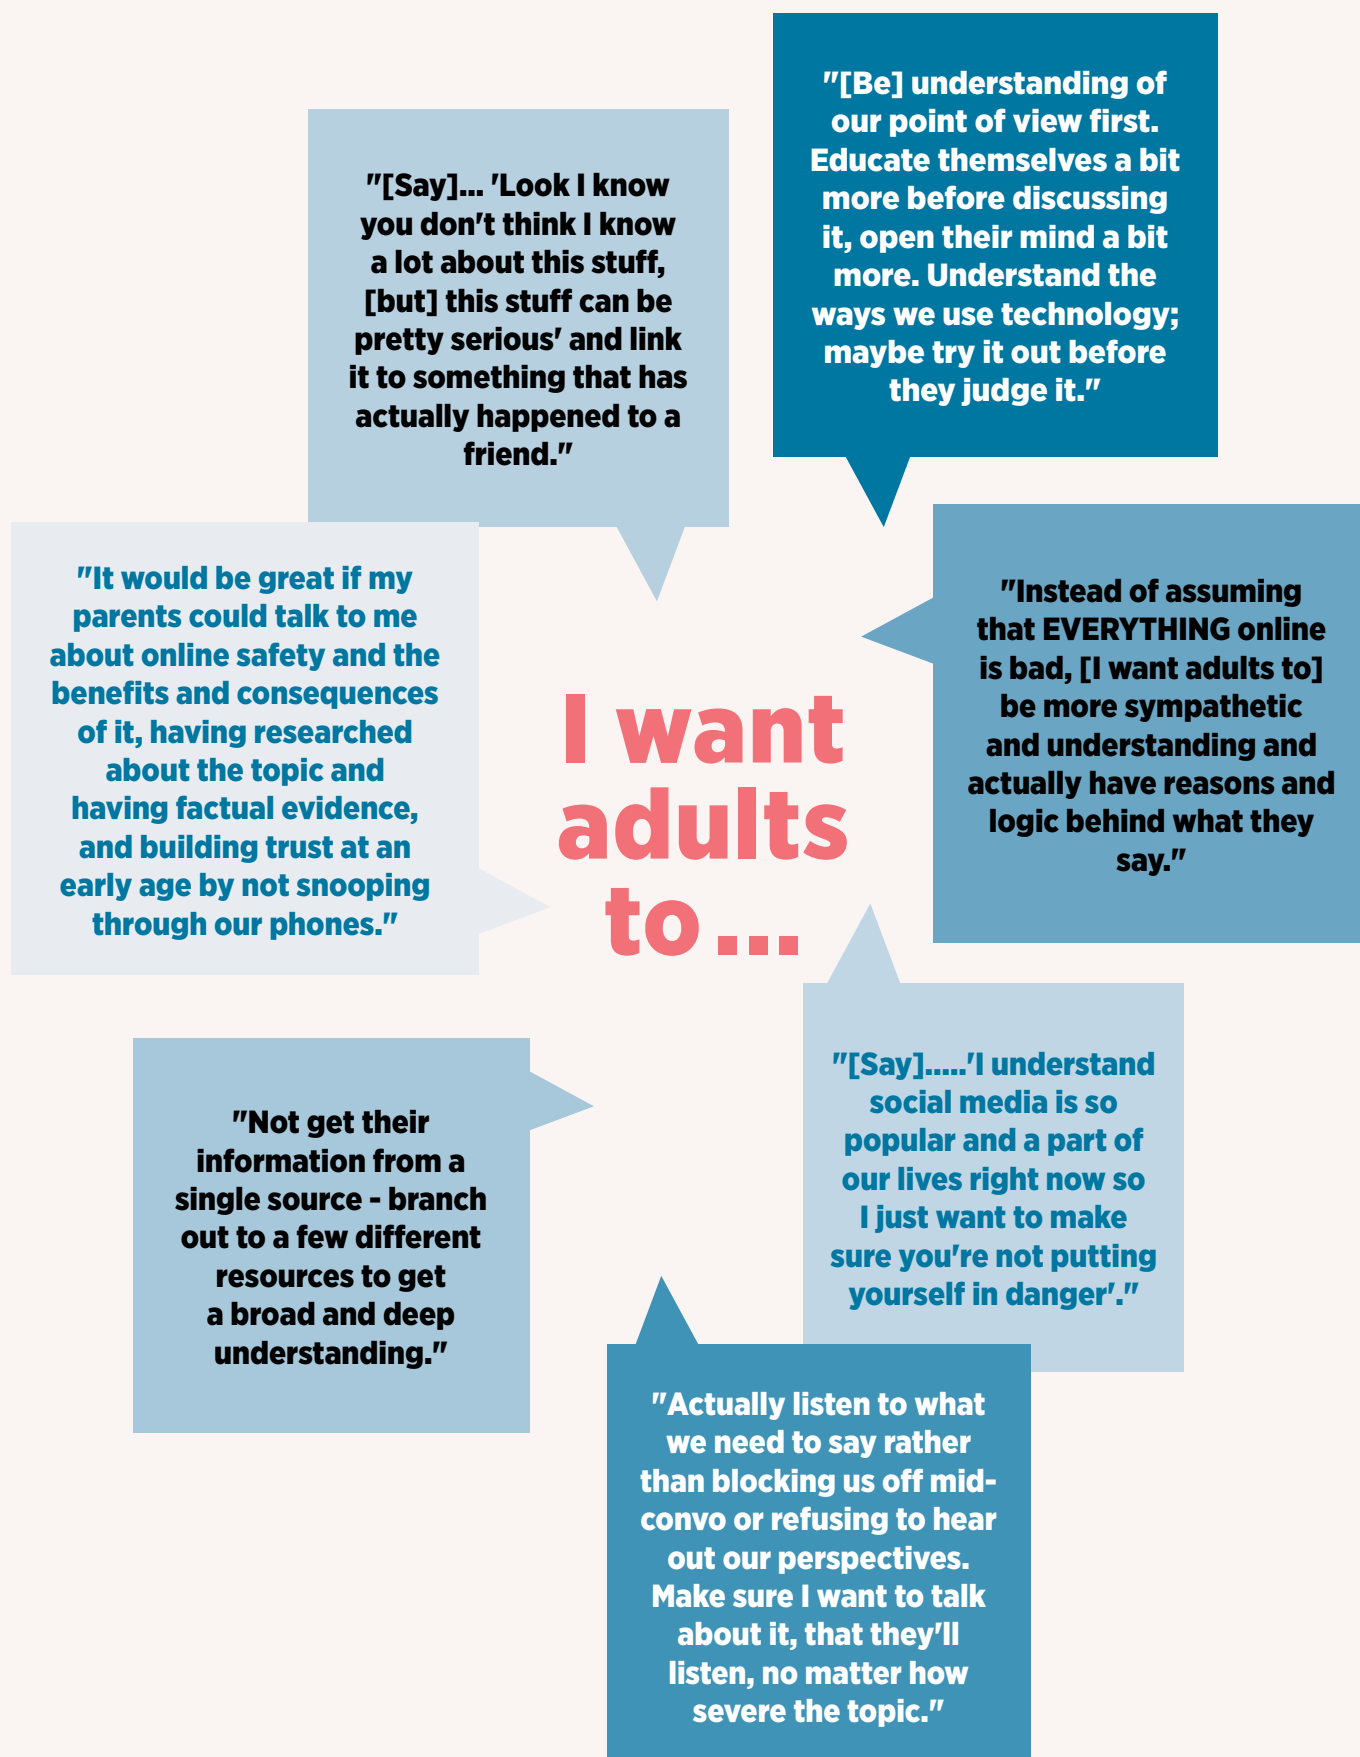 "[Be] understanding of
our point of view first.
Educate themselves a bit
more before discussing
it, open their mind a bit
more. Understand the
ways we use technology;
maybe try it out before
they judge it."
"[Say]... 'Look I know
you don't think I know
a lot about this stuff,
[but] this stuff can be
pretty serious' and link
it to something that has
actually happened to a
friend."
"It would be great if my
parents could talk to me
about online safety and the
benefits and consequences
of it, having researched
about the topic and
having factual evidence,
and building trust at an
early age by not snooping
through our phones."
"Instead of assuming
that EVERYTHING online
is bad, [I want adults to]
be more sympathetic
and understanding and
actually have reasons and
logic behind what they
say."
I want
adults
to ...
"[Say].....'I understand
social media is so
popular and a part of
our lives right now so
I just want to make
sure you're not putting
yourself in danger'."
"Not get their
information from a
single source - branch
out to a few different
resources to get
a broad and deep
understanding."
"Actually listen to what
we need to say rather
than blocking us off mid-
convo or refusing to hear
out our perspectives.
Make sure I want to talk
about it, that they'll
listen, no matter how
severe the topic."